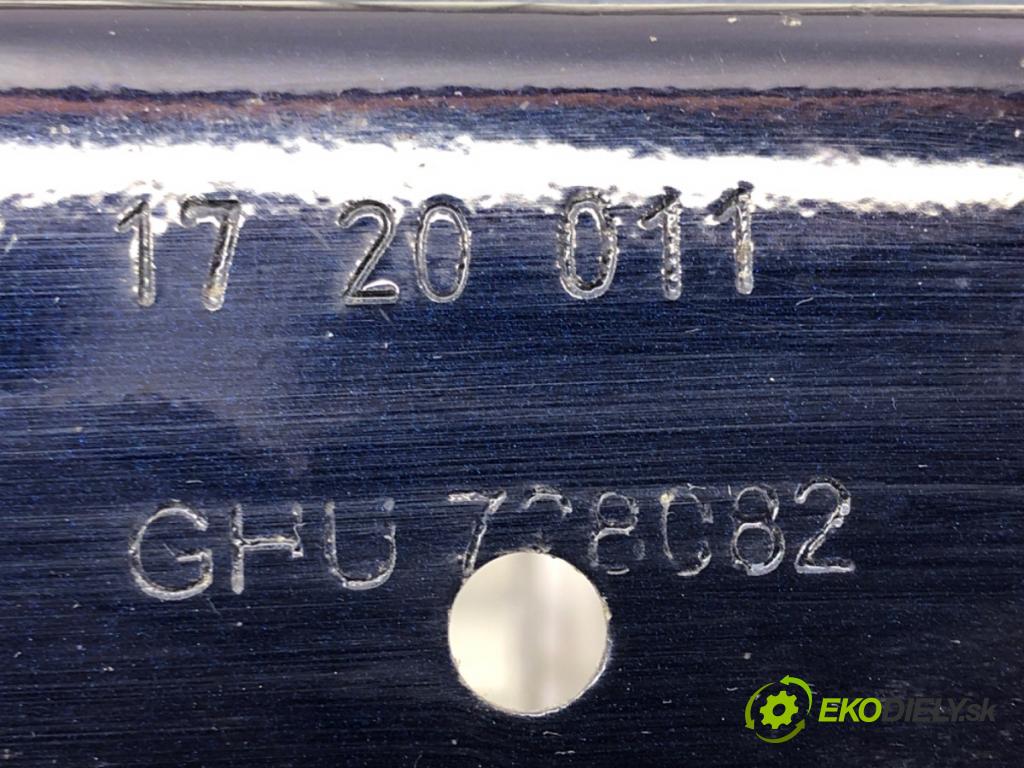 17 20 011
GHU
EKODIELY.sk